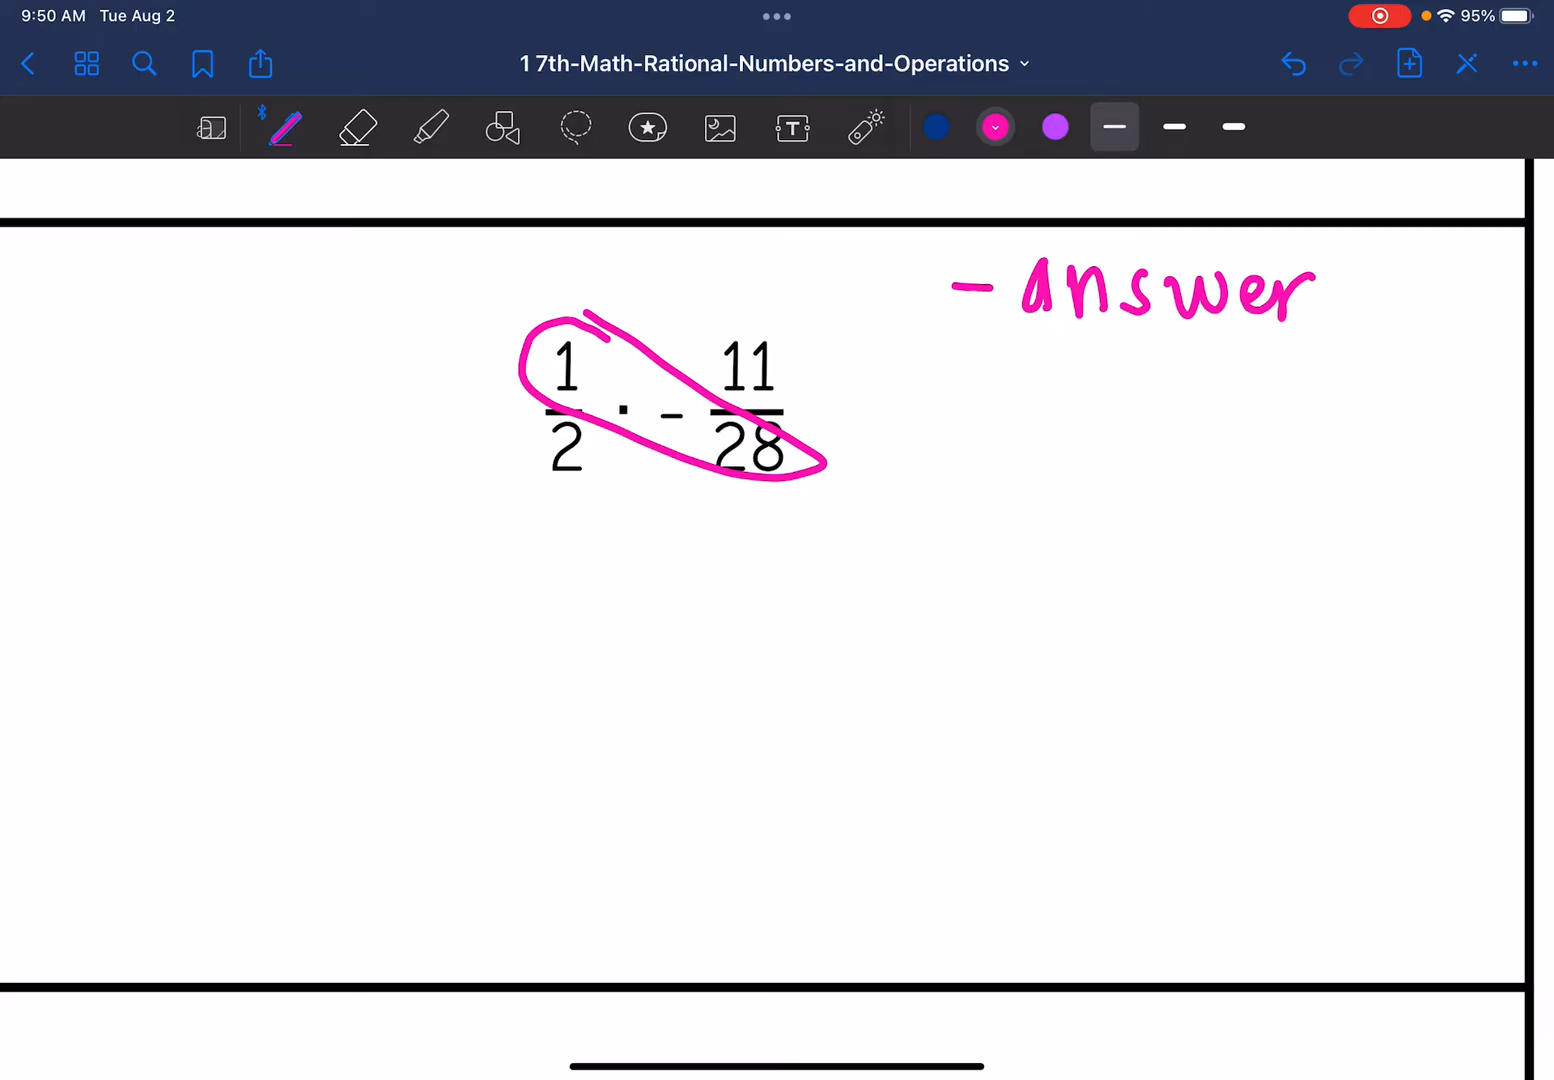 9:50 AM Tue Aug 2
95%
1 7th-Math-Rational-Numbers-and-Operations
T
- Answer
1/2 · - 11/28